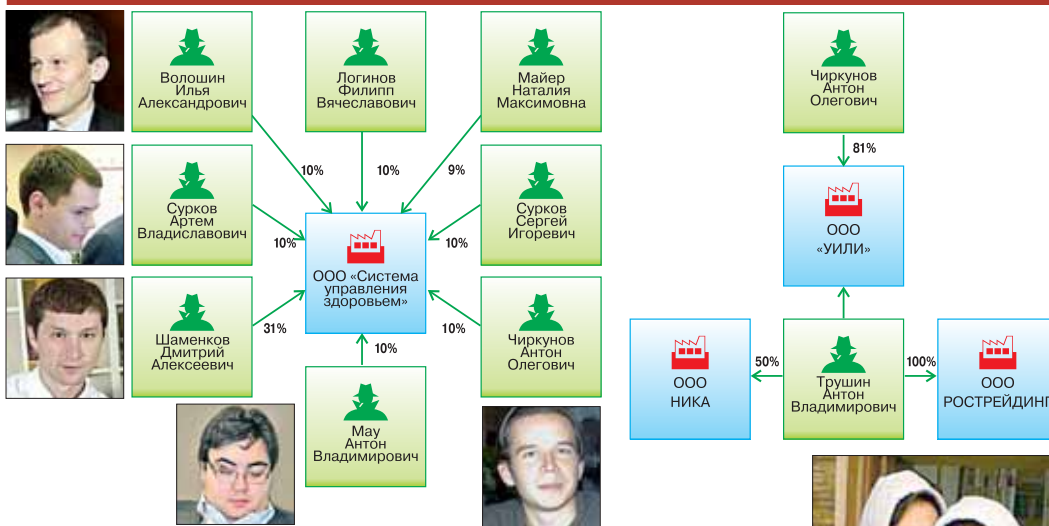 Волошин
Илья
Александрович
Логинов
Филипп
Вячеславович
Майер
Наталия
Максимовна
Чиркунов
Антон
Олегович
10%
10%
9%
81%
Сурков
Артем
Владиславович
10%
ООО «Система
управления
здоровьем»
Сурков
Сергей
Игоревич
10%
ООО
«УИЛИ»
Шаменков
Дмитрий
Алексеевич
31%
10%
Мау
Антон
Владимирович
Чиркунов
Антон
Олегович
10%
ООО
НИКА
50%
Трушин
Антон
Владимирович
100%
ООО
РОСТРЕЙДИНГ